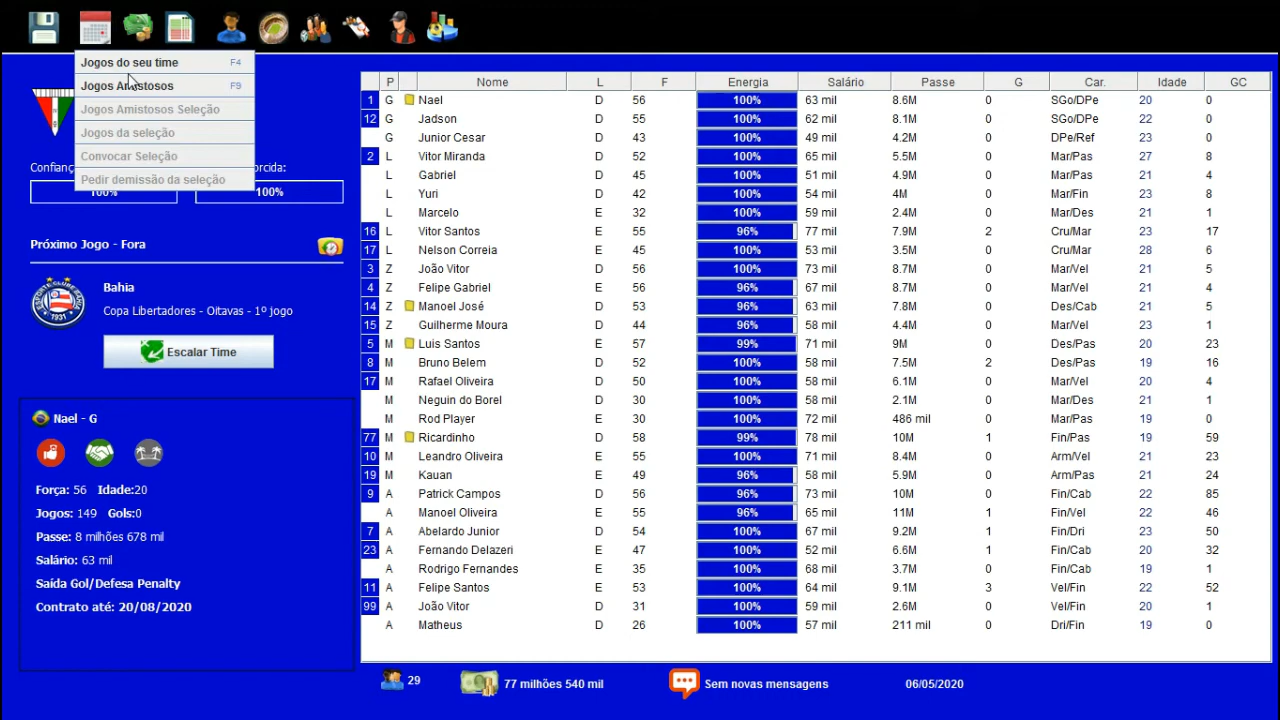 Jogos do seu time F4
Jogos Amistosos F9
Jogos Amistosos Seleção
Jogos da seleção
Convocar Seleção
Pedir demissão da seleção
100% 100%
Próximo Jogo - Fora
ESPORTE CLUBE BAHIA
1931
Bahia
Copa Libertadores - Oitavas - 1º jogo
Escalar Time
Nael - G
Força: 56 Idade:20
Jogos: 149 Gols:0
Passe: 8 milhões 678 mil
Salário: 63 mil
Saída Gol/Defesa Penalty
Contrato até: 20/08/2020
P Nome L F Energia Salário Passe G Car. Idade GC
1 G Nael D 56 100% 63 mil 8.6M 0 SGo/DPe 20 0
12 G Jadson D 55 100% 62 mil 8.1M 0 SGo/DPe 22 0
G Junior Cesar D 43 100% 49 mil 4.2M 0 DPe/Ref 23 0
2 L Vitor Miranda D 52 100% 65 mil 5.5M 0 Mar/Pas 27 8
L Gabriel D 45 100% 51 mil 4.9M 0 Mar/Pas 21 4
L Yuri D 42 100% 54 mil 4M 0 Mar/Fin 23 8
L Marcelo E 32 100% 59 mil 2.4M 0 Mar/Des 21 1
16 L Vitor Santos E 55 96% 77 mil 7.9M 2 Cru/Mar 23 17
17 L Nelson Correia E 45 100% 53 mil 3.5M 0 Cru/Mar 28 6
3 Z João Vitor D 56 100% 73 mil 8.7M 0 Mar/Vel 21 5
4 Z Felipe Gabriel E 56 96% 67 mil 8.7M 0 Mar/Vel 21 4
14 Z Manoel José D 53 96% 63 mil 7.8M 0 Des/Cab 21 5
15 Z Guilherme Moura D 44 96% 58 mil 4.4M 0 Mar/Vel 23 1
5 M Luis Santos E 57 99% 71 mil 9M 0 Des/Pas 20 23
8 M Bruno Belem D 52 100% 58 mil 7.5M 2 Des/Pas 19 16
17 M Rafael Oliveira D 50 100% 58 mil 6.1M 0 Mar/Vel 20 4
M Neguin do Borel D 30 100% 58 mil 2.1M 0 Mar/Des 21 1
M Rod Player E 30 100% 72 mil 486 mil 0 Mar/Pas 19 0
77 M Ricardinho D 58 99% 78 mil 10M 1 Fin/Pas 19 59
10 M Leandro Oliveira E 55 100% 71 mil 8.4M 0 Arm/Vel 21 23
19 M Kauan E 49 96% 58 mil 5.9M 0 Arm/Pas 21 24
9 A Patrick Campos D 56 96% 73 mil 10M 0 Fin/Cab 22 85
A Manoel Oliveira E 55 96% 65 mil 11M 1 Fin/Vel 22 46
7 A Abelardo Junior D 54 100% 67 mil 9.2M 1 Fin/Dri 23 50
23 A Fernando Delazeri E 47 100% 52 mil 6.6M 1 Fin/Cab 20 32
A Rodrigo Fernandes E 35 100% 68 mil 3.7M 0 Fin/Cab 19 1
11 A Felipe Santos E 53 100% 64 mil 9.1M 3 Vel/Fin 22 52
99 A João Vitor D 31 100% 59 mil 2.6M 0 Vel/Fin 20 1
A Matheus D 26 100% 57 mil 211 mil 0 Dri/Fin 19 0
29 77 milhões 540 mil Sem novas mensagens 06/05/2020